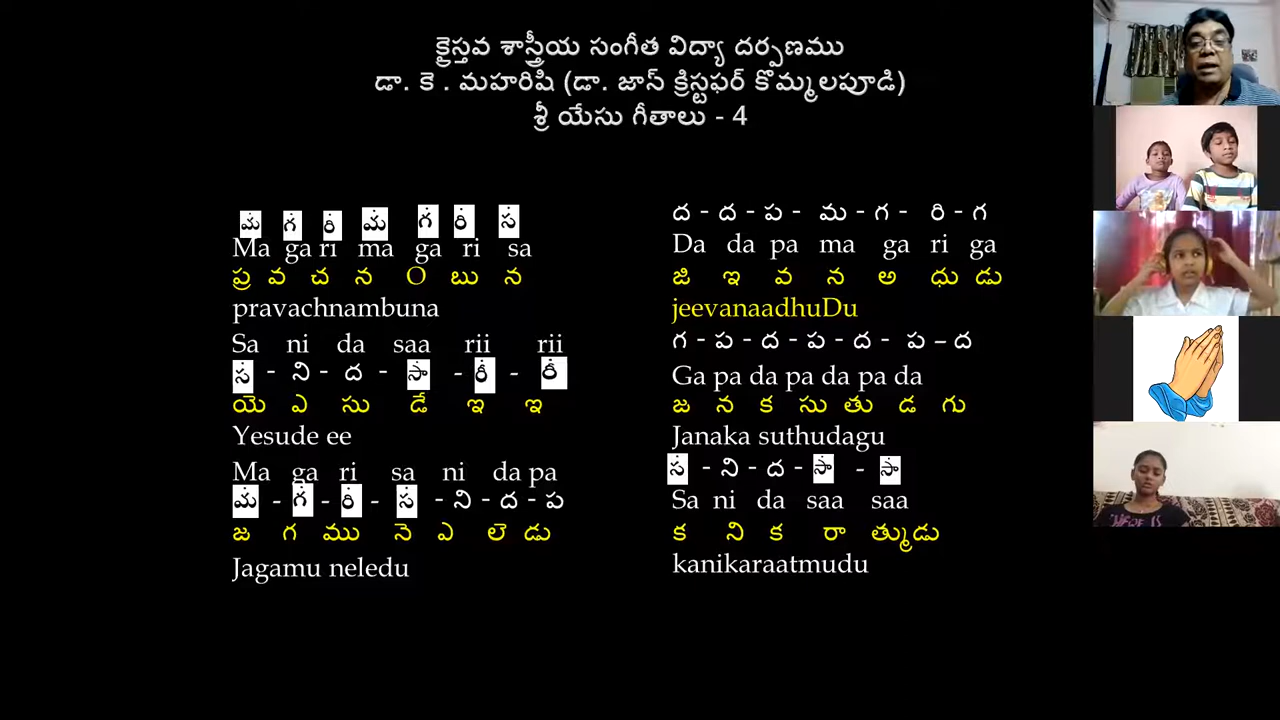 క్రైస్తవ శాస్త్రీయ సంగీత విద్యా దర్పణము
డా. కె . మహరిషి (డా. జాస్ క్రిస్టఫర్ కొమ్మలపూడి)
శ్రీ యేసు గీతాలు - 4
మ గ రి మ గ రి స
Ma ga ri ma ga ri sa
ప్ర వ చ న O బు న
pravachnambuna
Sa ni da saa rii rii
స - ని - ద - సా - రీ - రీ
యె ఎ సు డే ఇ ఇ
Yesude ee
Ma ga ri sa ni da pa
మ - గ - రి - స - ని - ద - ప
జ గ ము నె ఎ లె డు
Jagamu neledu
ద - ద - ప - మ - గ - రి - గ
Da da pa ma ga ri ga
జి ఇ వ న అ ధు డు
jeevanaadhuDu
గ - ప - ద - ప - ద - ప – ద
Ga pa da pa da pa da
జ న క సు తు డ గు
Janaka suthudagu
స - ని - ద - సా - సా
Sa ni da saa saa
క ని క రా త్ముడు
kanikaraatmudu